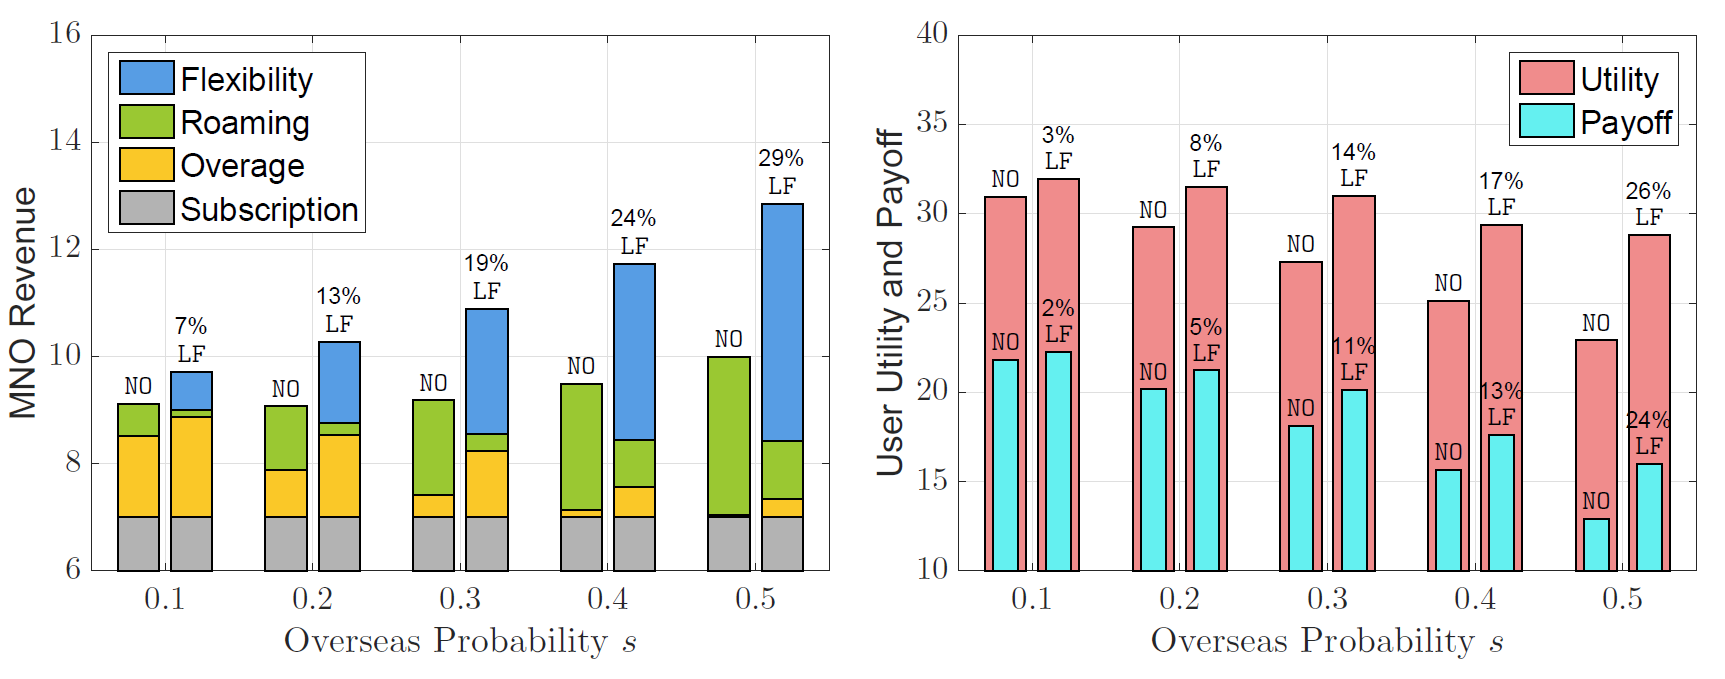 MNO Revenue
16
14
12
10
8
6
Flexibility
Roaming
Overage
Subscription
NO
7%
LF
NO
13%
LF
NO
19%
LF
NO
24%
LF
NO
29%
LF
0.1
0.2
0.3
0.4
0.5
Overseas Probability s
User Utility and Payoff
40
35
30
25
20
15
10
Utility
Payoff
NO
3%
LF
NO
8%
LF
NO
14%
LF
NO
17%
LF
NO
26%
LF
NO
2%
LF
NO
5%
LF
NO
11%
LF
NO
13%
LF
NO
24%
LF
0.1
0.2
0.3
0.4
0.5
Overseas Probability s